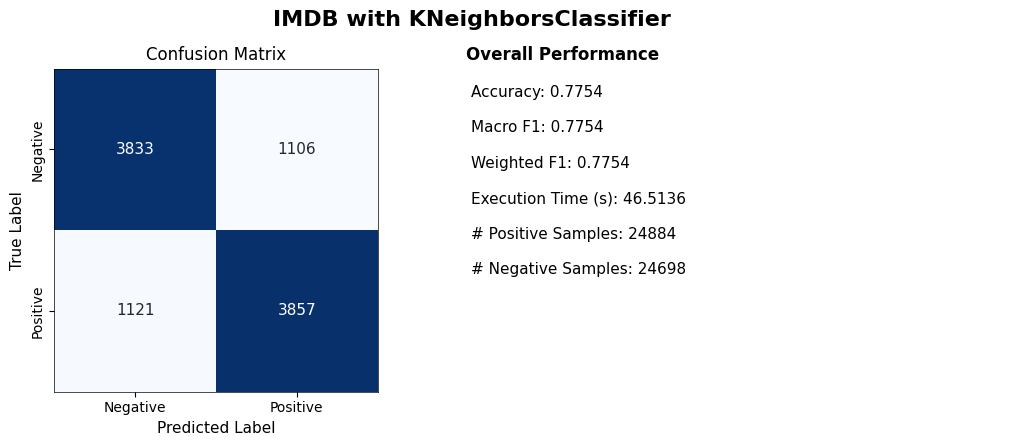 IMDB with KNeighborsClassifier
Confusion Matrix
True Label
Negative
3833
1106
Positive
1121
3857
Negative
Positive
Predicted Label
Overall Performance
Accuracy: 0.7754
Macro F1: 0.7754
Weighted F1: 0.7754
Execution Time (s): 46.5136
# Positive Samples: 24884
# Negative Samples: 24698